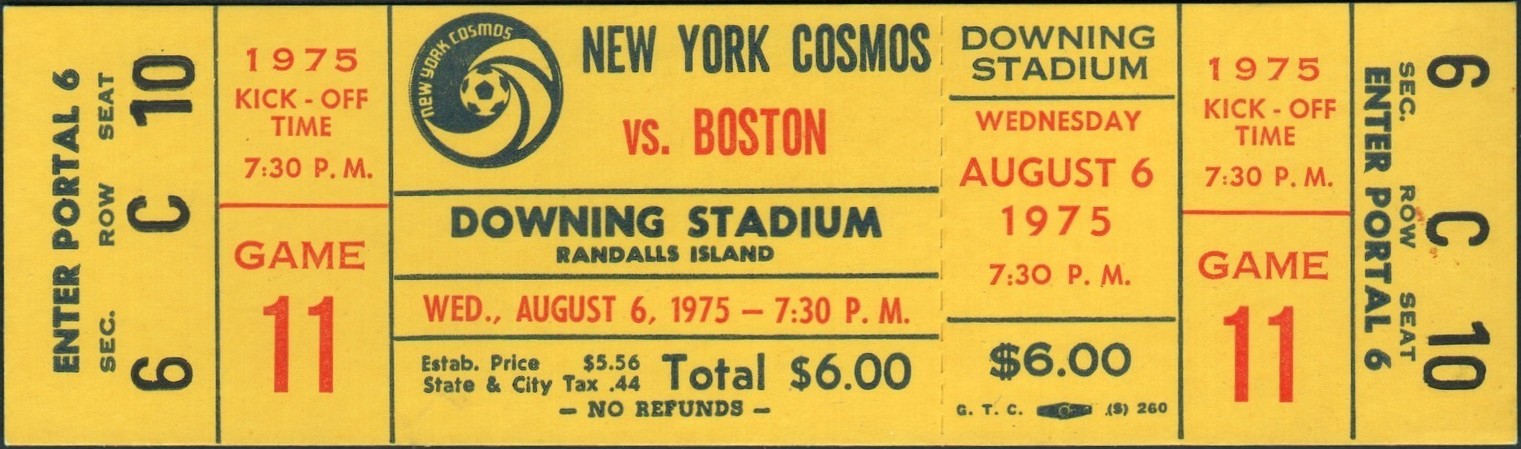 ENTER PORTAL 6
SEC. ROW SEAT
6 C 10
1975
KICK - OFF
TIME
7:30 P. M.
GAME
11
NEW YORK COSMOS
NEW YORK COSMOS
VS. BOSTON
DOWNING STADIUM
RANDALLS ISLAND
WED., AUGUST 6, 1975 — 7:30 P. M.
Estab. Price $5.56
State & City Tax .44
Total $6.00
— NO REFUNDS —
DOWNING
STADIUM
WEDNESDAY
AUGUST 6
1975
7:30 P. M.
$6.00
G. T. C. (S) 260
1975
KICK - OFF
TIME
7:30 P. M.
GAME
11
6 C 10
SEC. ROW SEAT
ENTER PORTAL 6